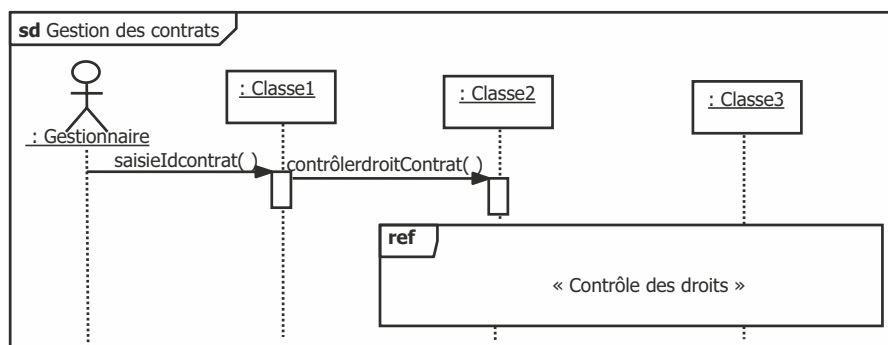 sd Gestion des contrats
: Classe1
: Classe2
: Classe3
: Gestionnaire
saisieIdcontrat( )
contrôlerdroitContrat( )
ref
« Contrôle des droits »